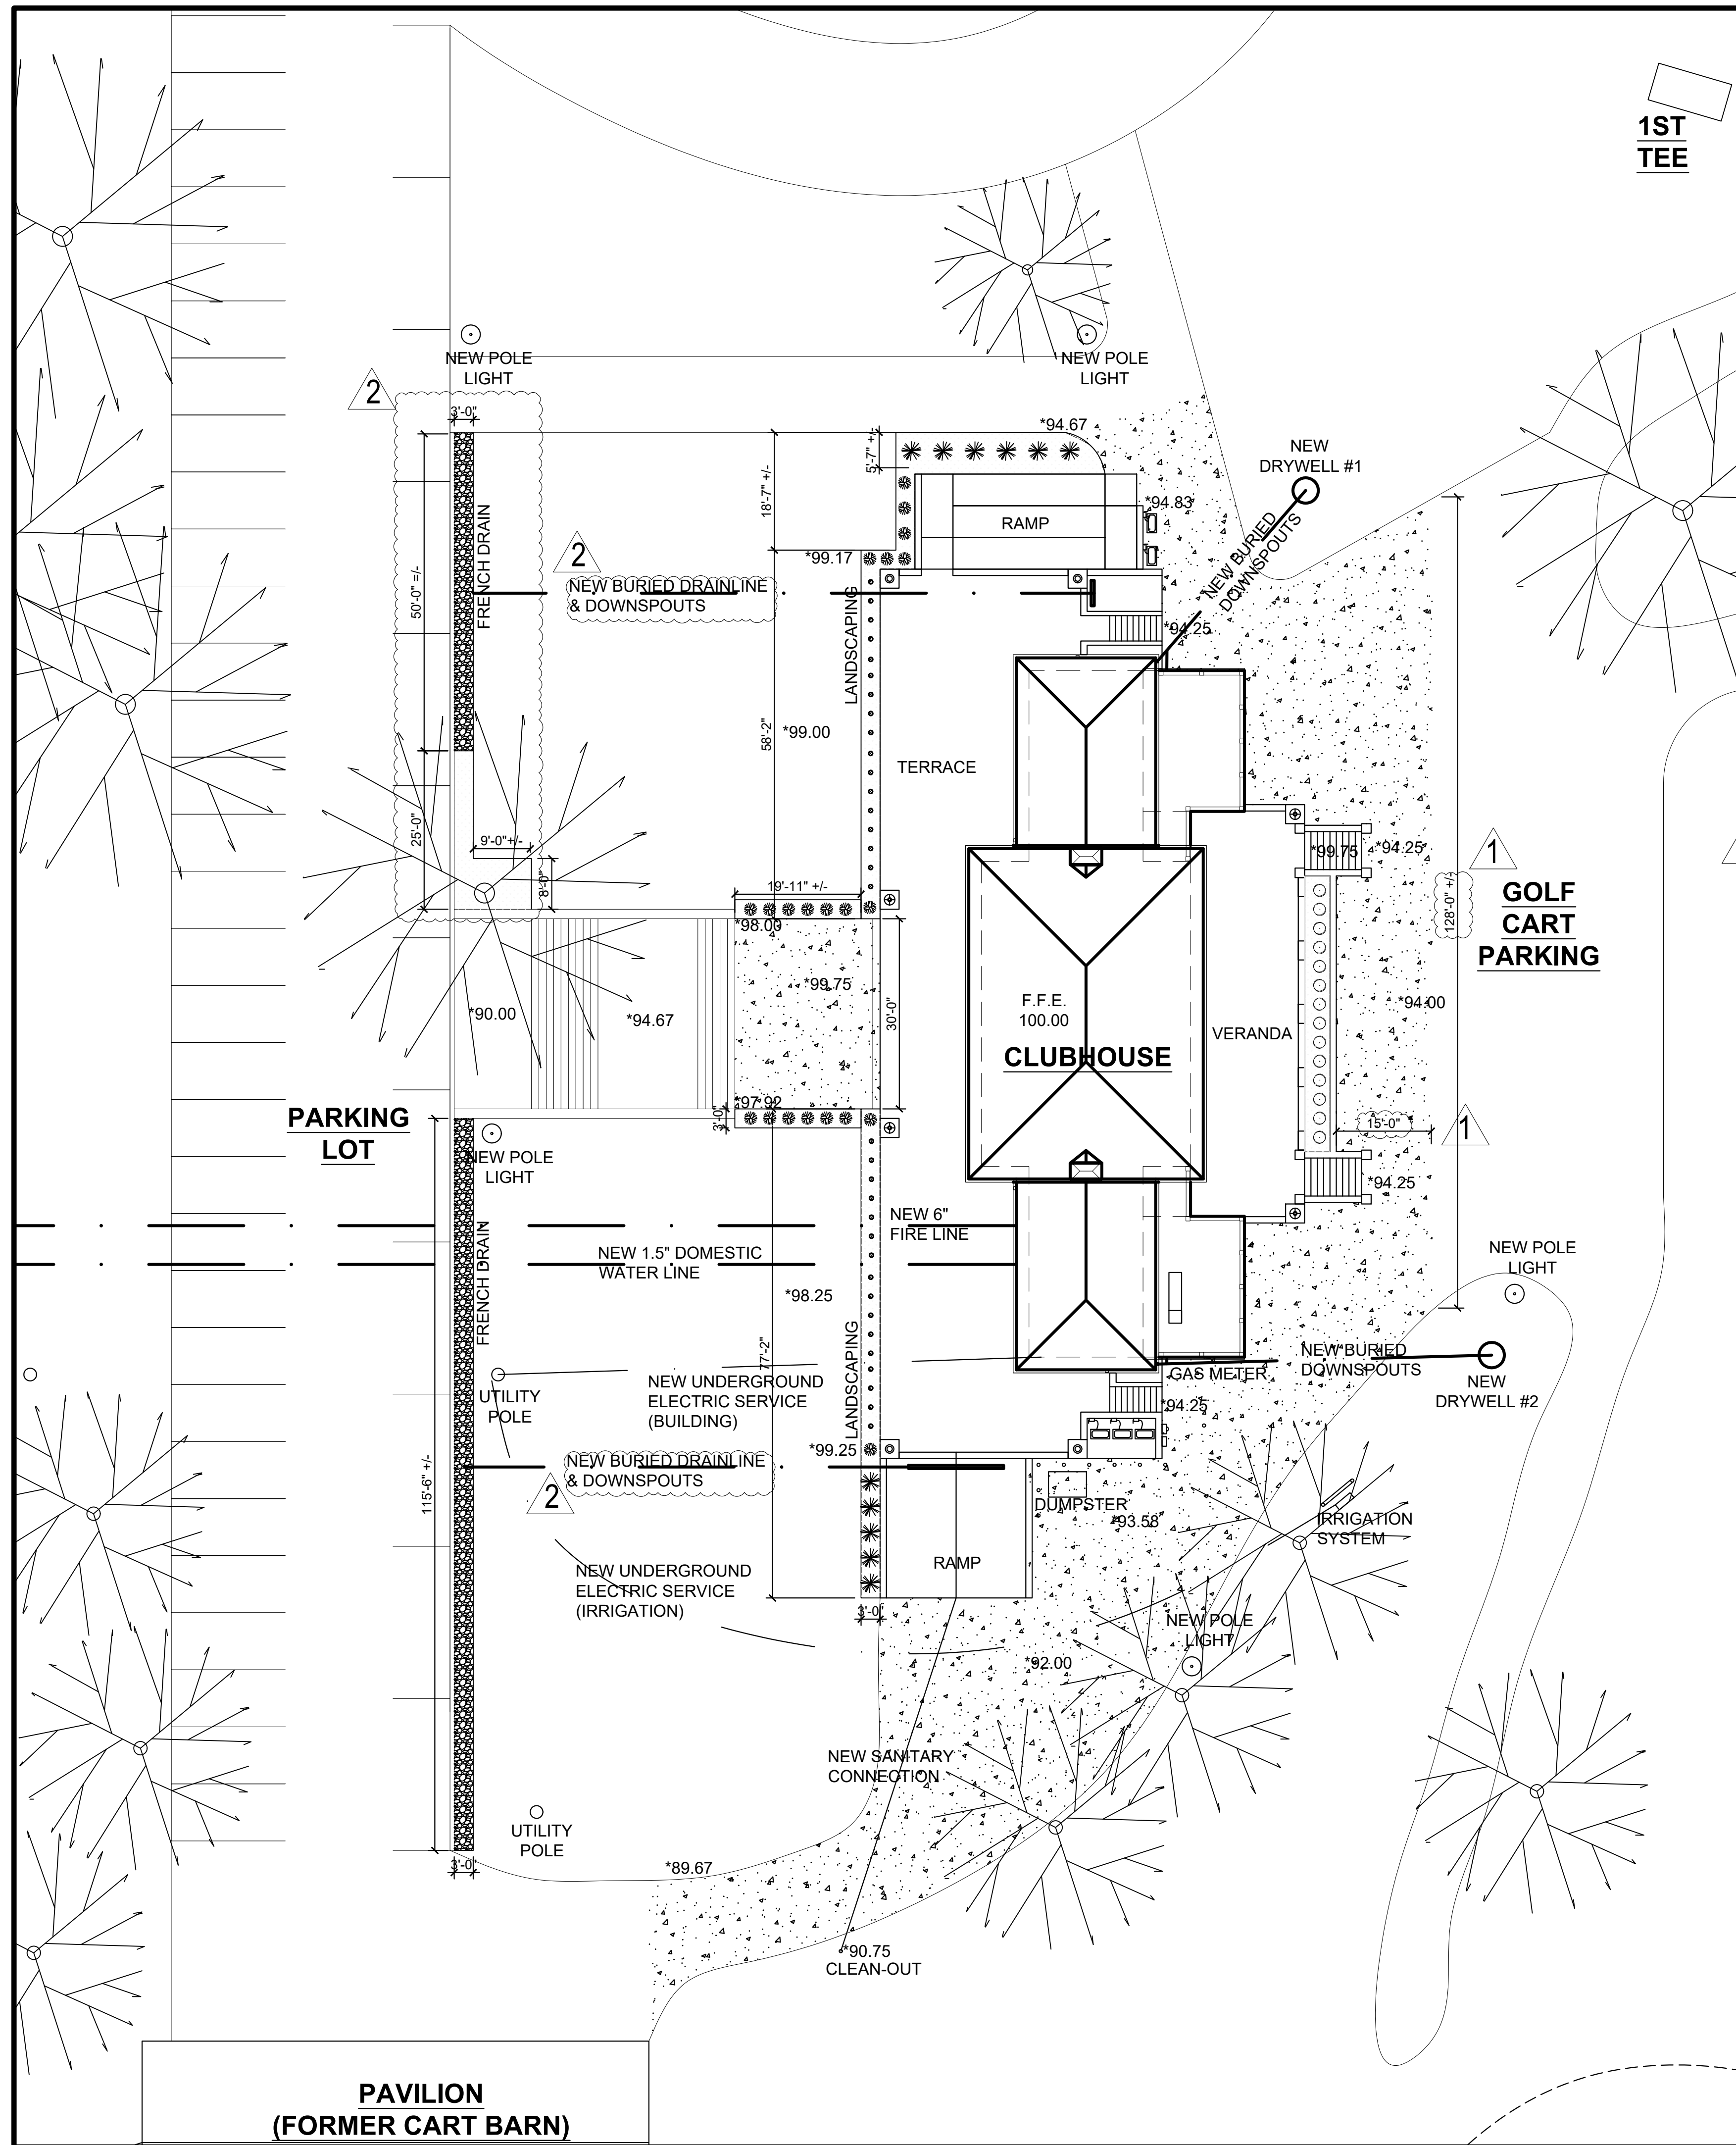 1ST
TEE
NEW POLE
LIGHT
NEW POLE
LIGHT
2
3'-0"
*94.67
5'-7" +/-
18'-7" +/-
NEW
DRYWELL #1
*94.83
RAMP
FRENCH DRAIN
50'-0" =/-
2
NEW BURIED DRAINLINE
& DOWNSPOUTS
*99.17
NEW BURIED
DOWNSPOUTS
LANDSCAPING
*94.25
58'-2"
*99.00
TERRACE
25'-0"
9'-0"+/-
8'-0"
19'-11" +/-
*98.00
*99.75
*94.25
1
128'-0" +/-
GOLF
CART
PARKING
*99.75
*90.00
*94.67
30'-0"
F.F.E.
100.00
CLUBHOUSE
VERANDA
*94.00
*97.92
3'-0"
PARKING
LOT
15'-0"
1
NEW POLE
LIGHT
*94.25
FRENCH DRAIN
NEW 6"
FIRE LINE
NEW 1.5" DOMESTIC
WATER LINE
NEW POLE
LIGHT
*98.25
77'-2"
LANDSCAPING
NEW BURIED
DOWNSPOUTS
GAS METER
NEW
DRYWELL #2
UTILITY
POLE
NEW UNDERGROUND
ELECTRIC SERVICE
(BUILDING)
*94.25
*99.25
115'-6" +/-
NEW BURIED DRAINLINE
& DOWNSPOUTS
2
DUMPSTER
*93.58
IRRIGATION
SYSTEM
RAMP
NEW UNDERGROUND
ELECTRIC SERVICE
(IRRIGATION)
3'-0"
NEW POLE
LIGHT
*92.00
NEW SANITARY
CONNECTION
UTILITY
POLE
3'-0"
*89.67
*90.75
CLEAN-OUT
PAVILION
(FORMER CART BARN)